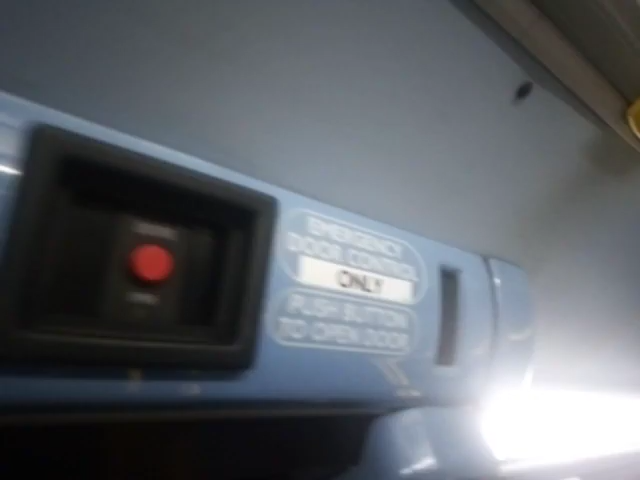 EMERGENCY
DOOR CONTROL
ONLY
PUSH BUTTON
TO OPEN DOOR